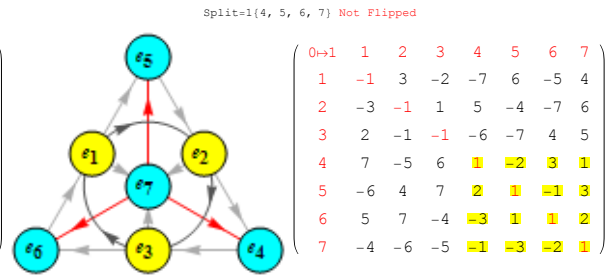 Split=1{4, 5, 6, 7} Not Flipped
e5
e1
e2
e7
e6
e3
e4
0↦1 1 2 3 4 5 6 7
1 -1 3 -2 -7 6 -5 4
2 -3 -1 1 5 -4 -7 6
3 2 -1 -1 -6 -7 4 5
4 7 -5 6 1 -2 3 1
5 -6 4 7 2 1 -1 3
6 5 7 -4 -3 1 1 2
7 -4 -6 -5 -1 -3 -2 1